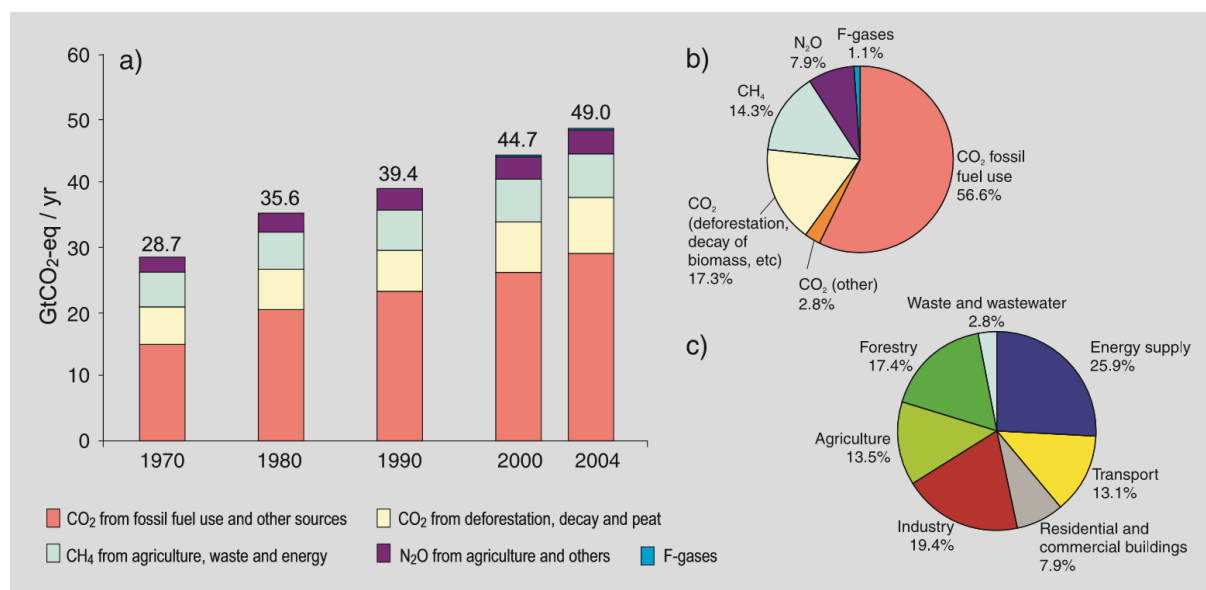 a)
GtCO₂-eq / yr
60
50
40
30
20
10
0
28.7
35.6
39.4
44.7
49.0
1970
1980
1990
2000
2004
CO₂ from fossil fuel use and other sources
CO₂ from deforestation, decay and peat
CH₄ from agriculture, waste and energy
N₂O from agriculture and others
F-gases
b)
F-gases
1.1%
N₂O
7.9%
CH₄
14.3%
CO₂ fossil
fuel use
56.6%
CO₂
(deforestation,
decay of
biomass, etc)
17.3%
CO₂ (other)
2.8%
c)
Waste and wastewater
2.8%
Forestry
17.4%
Energy supply
25.9%
Agriculture
13.5%
Transport
13.1%
Industry
19.4%
Residential and
commercial buildings
7.9%